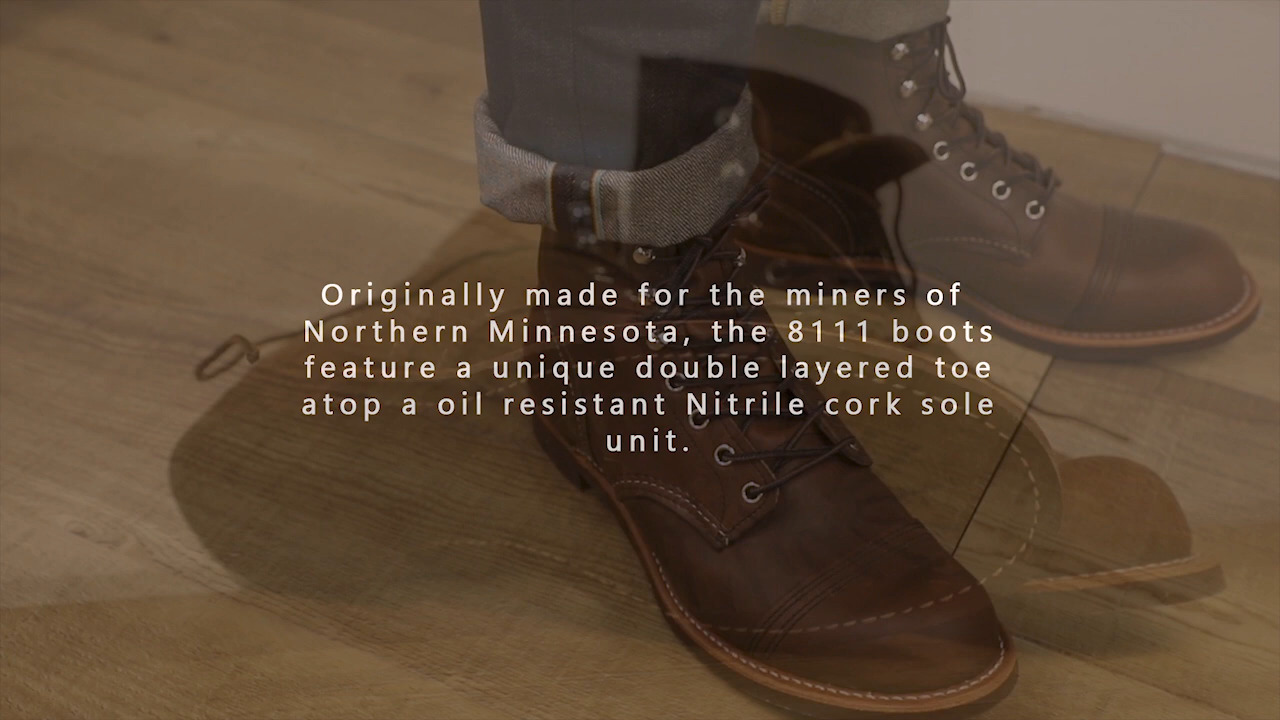 Originally made for the miners of
Northern Minnesota, the 8111 boots
feature a unique double layered toe
atop a oil resistant Nitrile cork sole
unit.